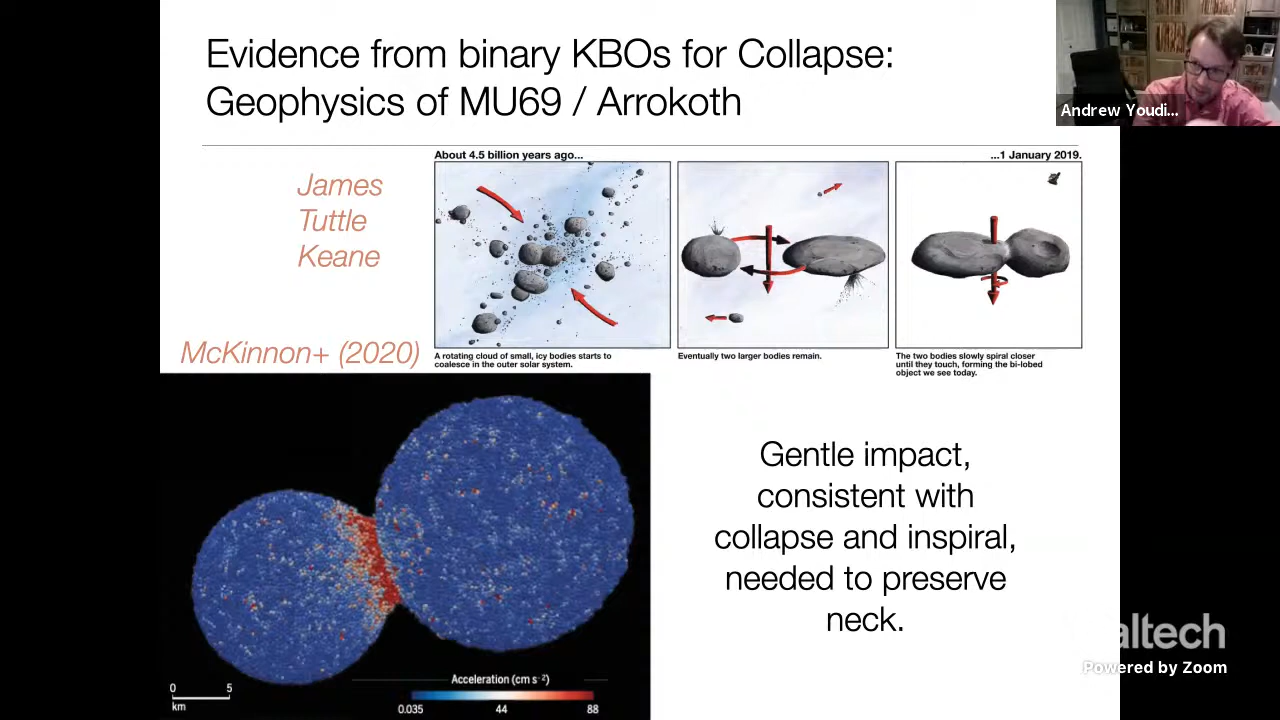 Evidence from binary KBOs for Collapse:
Geophysics of MU69 / Arrokoth
Andrew Youdi...
About 4.5 billion years ago...
...1 January 2019.
James
Tuttle
Keane
McKinnon+ (2020)
A rotating cloud of small, icy bodies starts to
coalesce in the outer solar system.
Eventually two larger bodies remain.
The two bodies slowly spiral closer
until they touch, forming the bi-lobed
object we see today.
Gentle impact,
consistent with
collapse and inspiral,
needed to preserve
neck.
0 5
km
Acceleration (cm s⁻²)
0.035 44 88
altech
Powered by Zoom